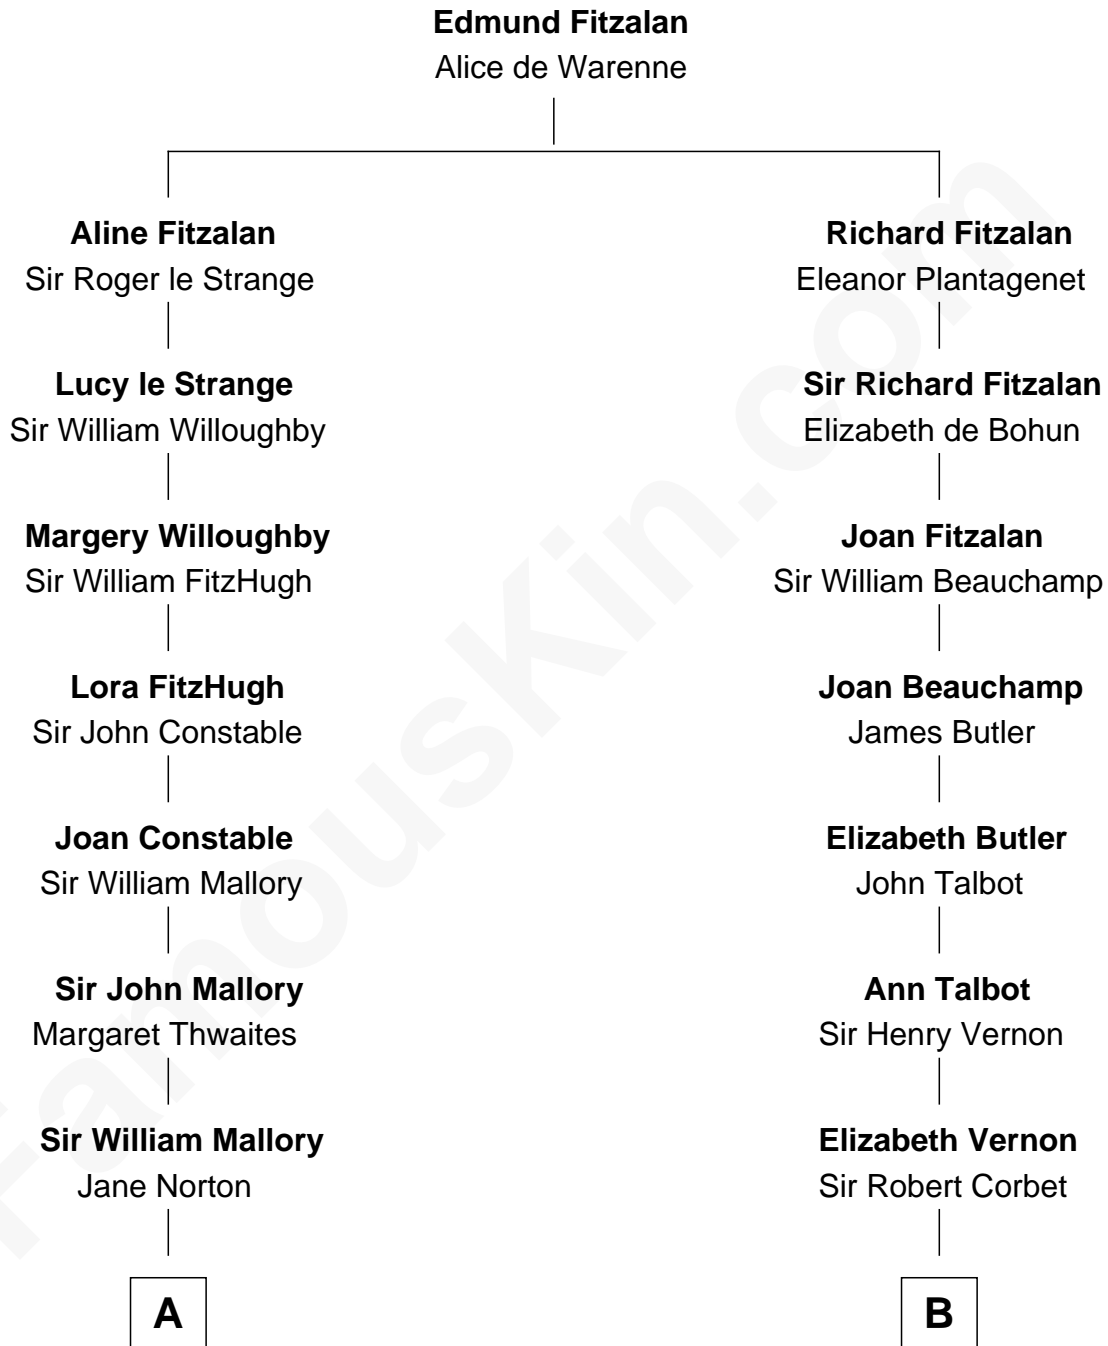 Edmund Fitzalan
Alice de Warenne
Aline Fitzalan
Sir Roger le Strange
Richard Fitzalan
Eleanor Plantagenet
Lucy le Strange
Sir William Willoughby
Sir Richard Fitzalan
Elizabeth de Bohun
Margery Willoughby
Sir William FitzHugh
Joan Fitzalan
Sir William Beauchamp
Lora FitzHugh
Sir John Constable
Joan Beauchamp
James Butler
Joan Constable
Sir William Mallory
Elizabeth Butler
John Talbot
Sir John Mallory
Margaret Thwaites
Ann Talbot
Sir Henry Vernon
Sir William Mallory
Jane Norton
Elizabeth Vernon
Sir Robert Corbet
A
B
FamousKin.com